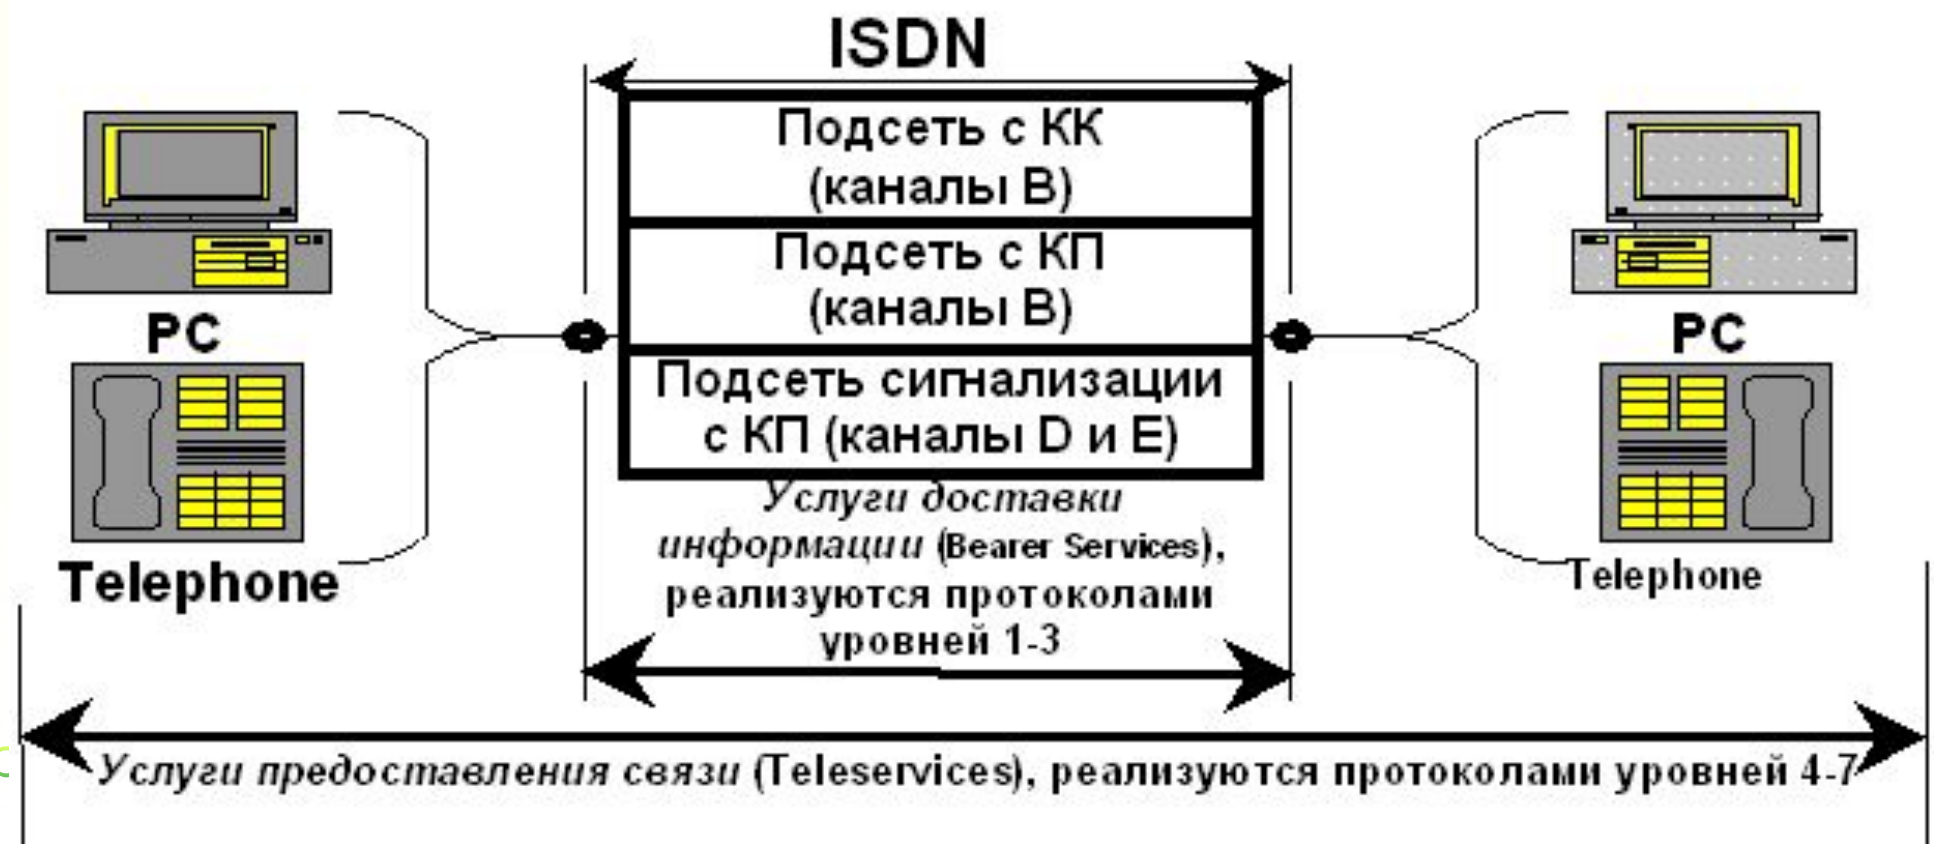 ISDN
Подсеть с КК
(каналы B)
Подсеть с КП
(каналы B)
Подсеть сигнализации
с КП (каналы D и E)
PC
Telephone
PC
Telephone
Услуги доставки
информации (Bearer Services),
реализуются протоколами
уровней 1-3
Услуги предоставления связи (Teleservices), реализуются протоколами уровней 4-7